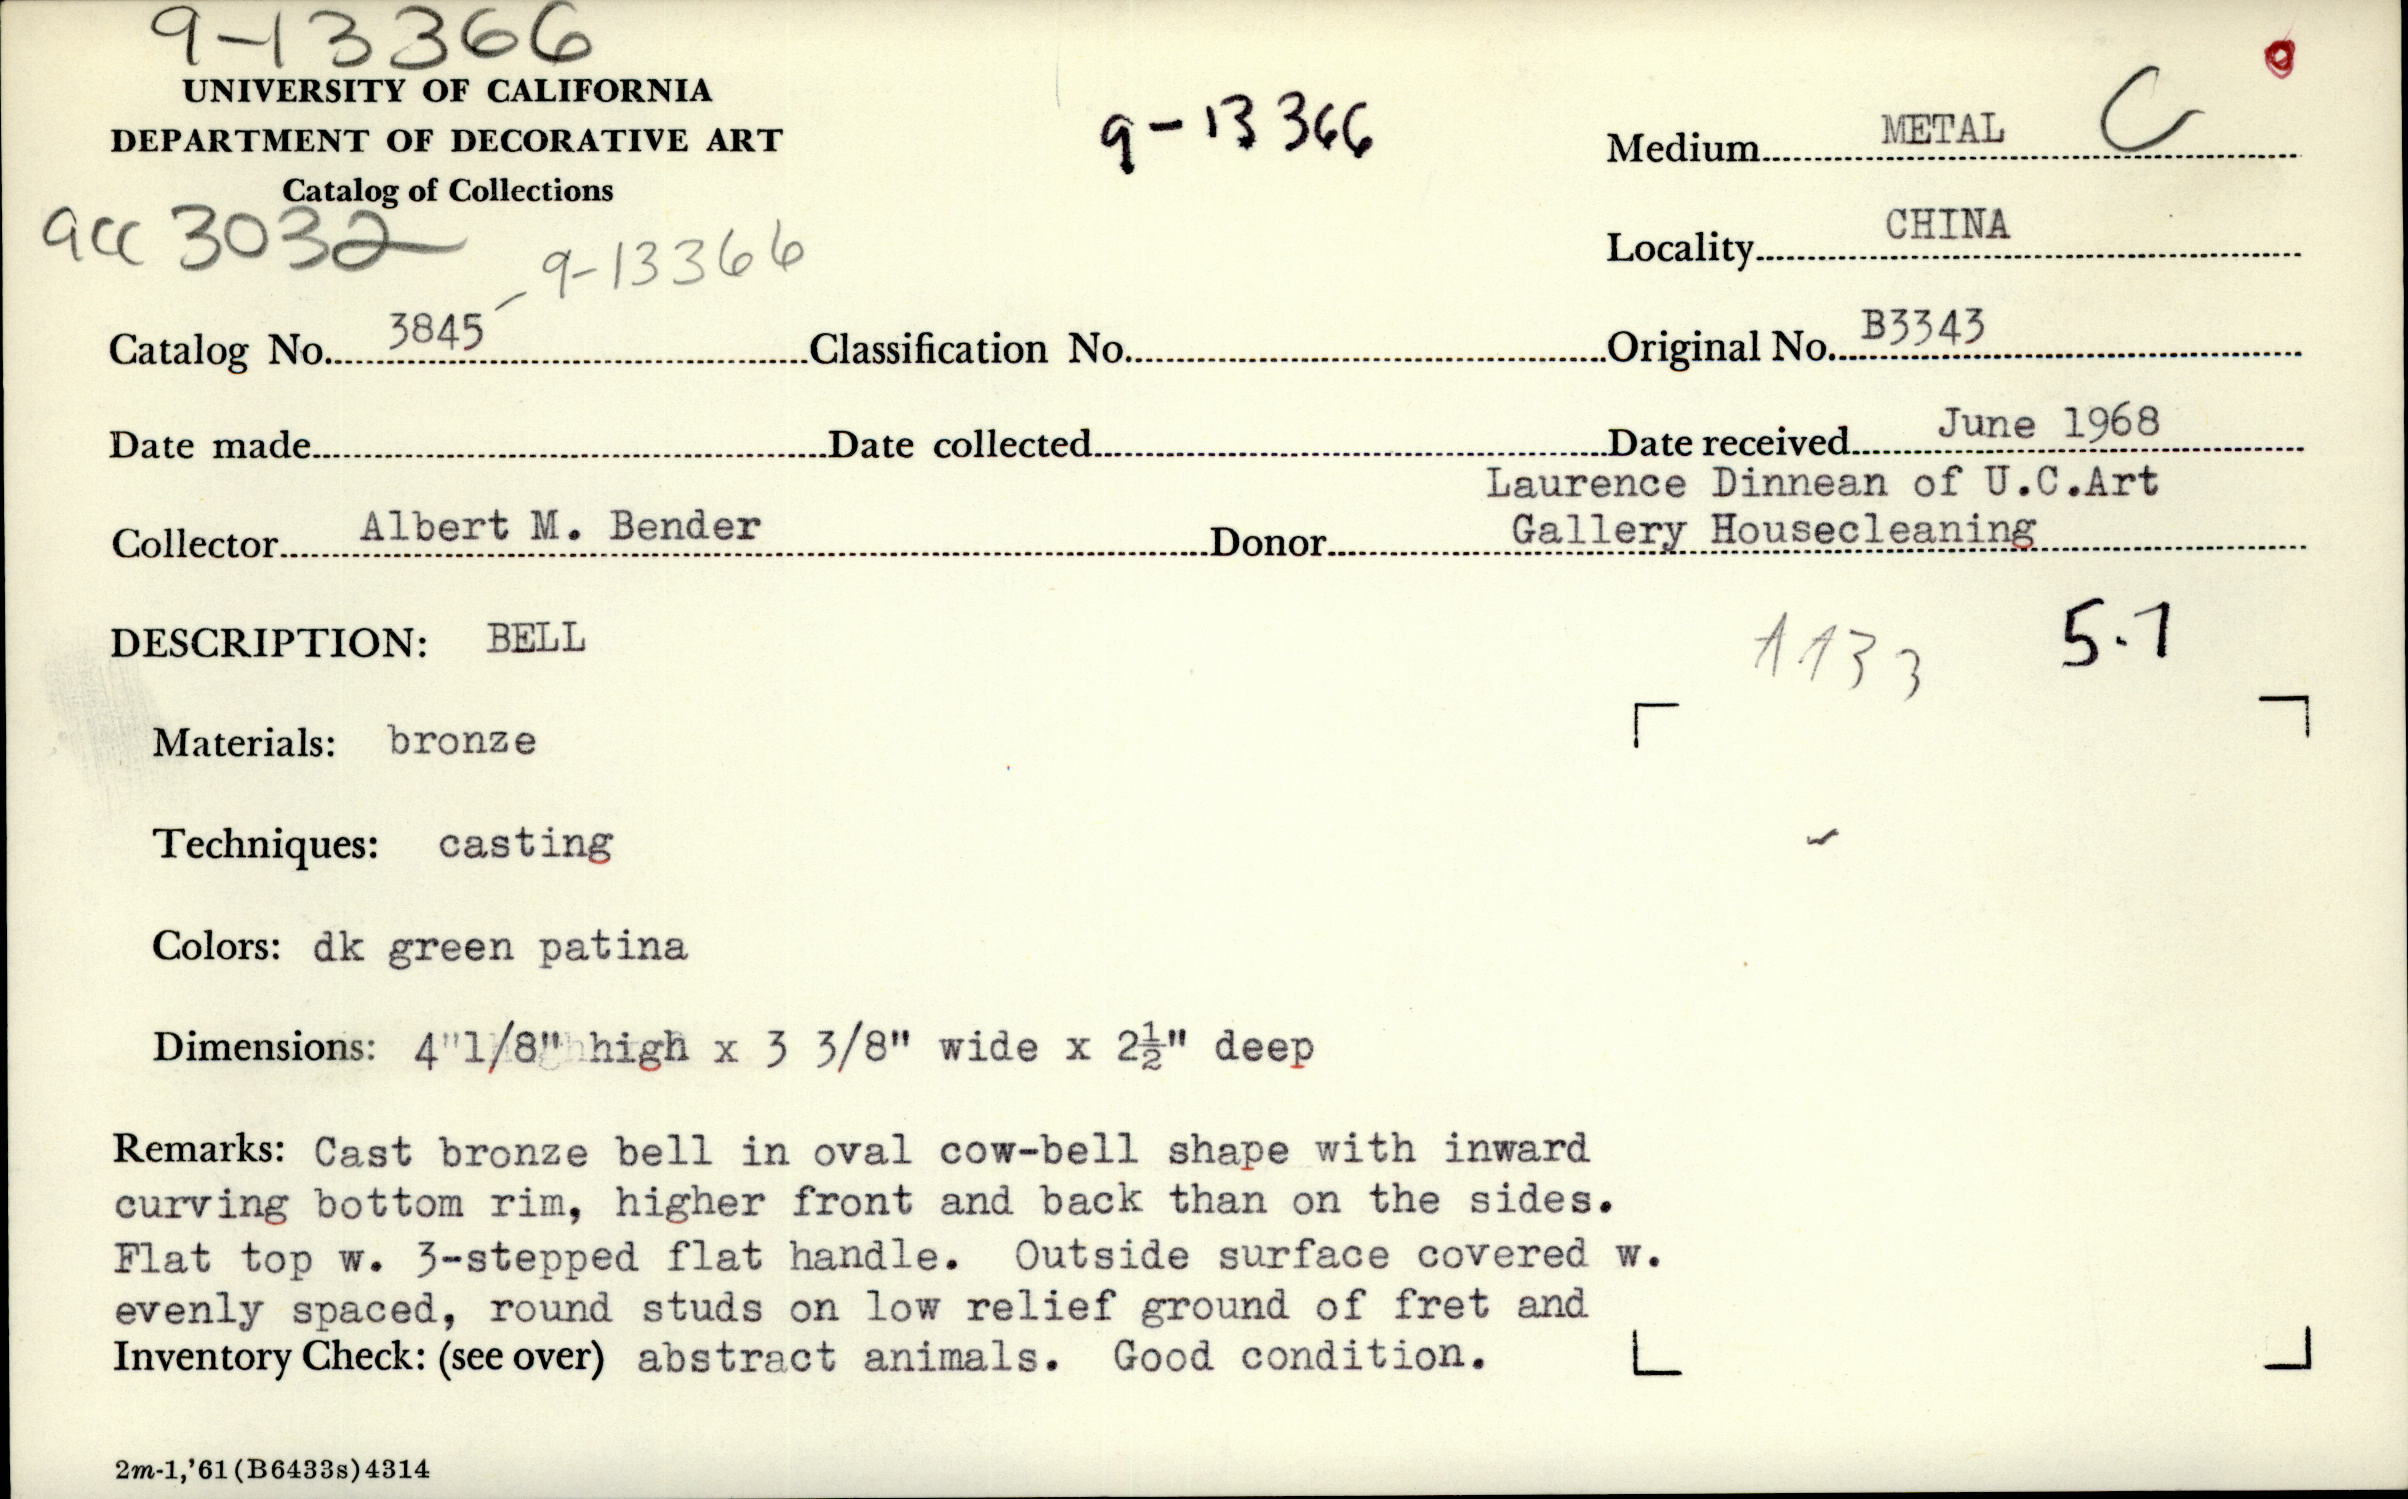 9-13366
UNIVERSITY OF CALIFORNIA
DEPARTMENT OF DECORATIVE ART
Catalog of Collections
9-13366
Medium METAL C
acc 3032
9-13366
Locality CHINA
Catalog No. 3845 Classification No. Original No. B3343
Date made Date collected Date received June 1968
Collector Albert M. Bender Donor Laurence Dinnean of U.C.Art
Gallery Housecleaning
DESCRIPTION: BELL
1133 5.1
Materials: bronze
Techniques: casting
Colors: dk green patina
Dimensions: 4"1/8" high x 3 3/8" wide x 2½" deep
Remarks: Cast bronze bell in oval cow-bell shape with inward
curving bottom rim, higher front and back than on the sides.
Flat top w. 3-stepped flat handle. Outside surface covered w.
evenly spaced, round studs on low relief ground of fret and
Inventory Check: (see over) abstract animals. Good condition.
2m-1,'61(B6433s)4314